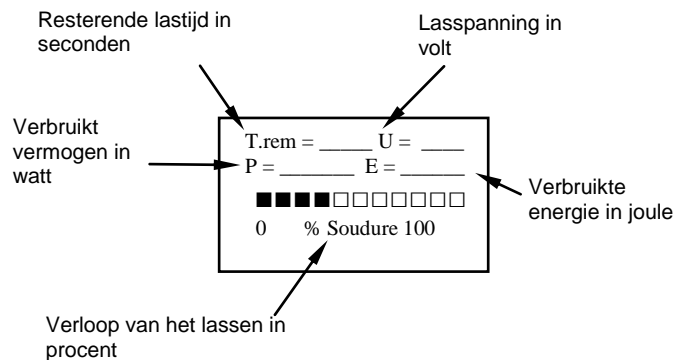 Resterende lastijd in
seconden
Lasspanning in
volt
Verbruikt
vermogen in
watt
T.rem = _____ U = ____
P = _______ E = ______
Verbruikte
energie in joule
■■■■□□□□□□□□
0 % Soudure 100
Verloop van het lassen in
procent